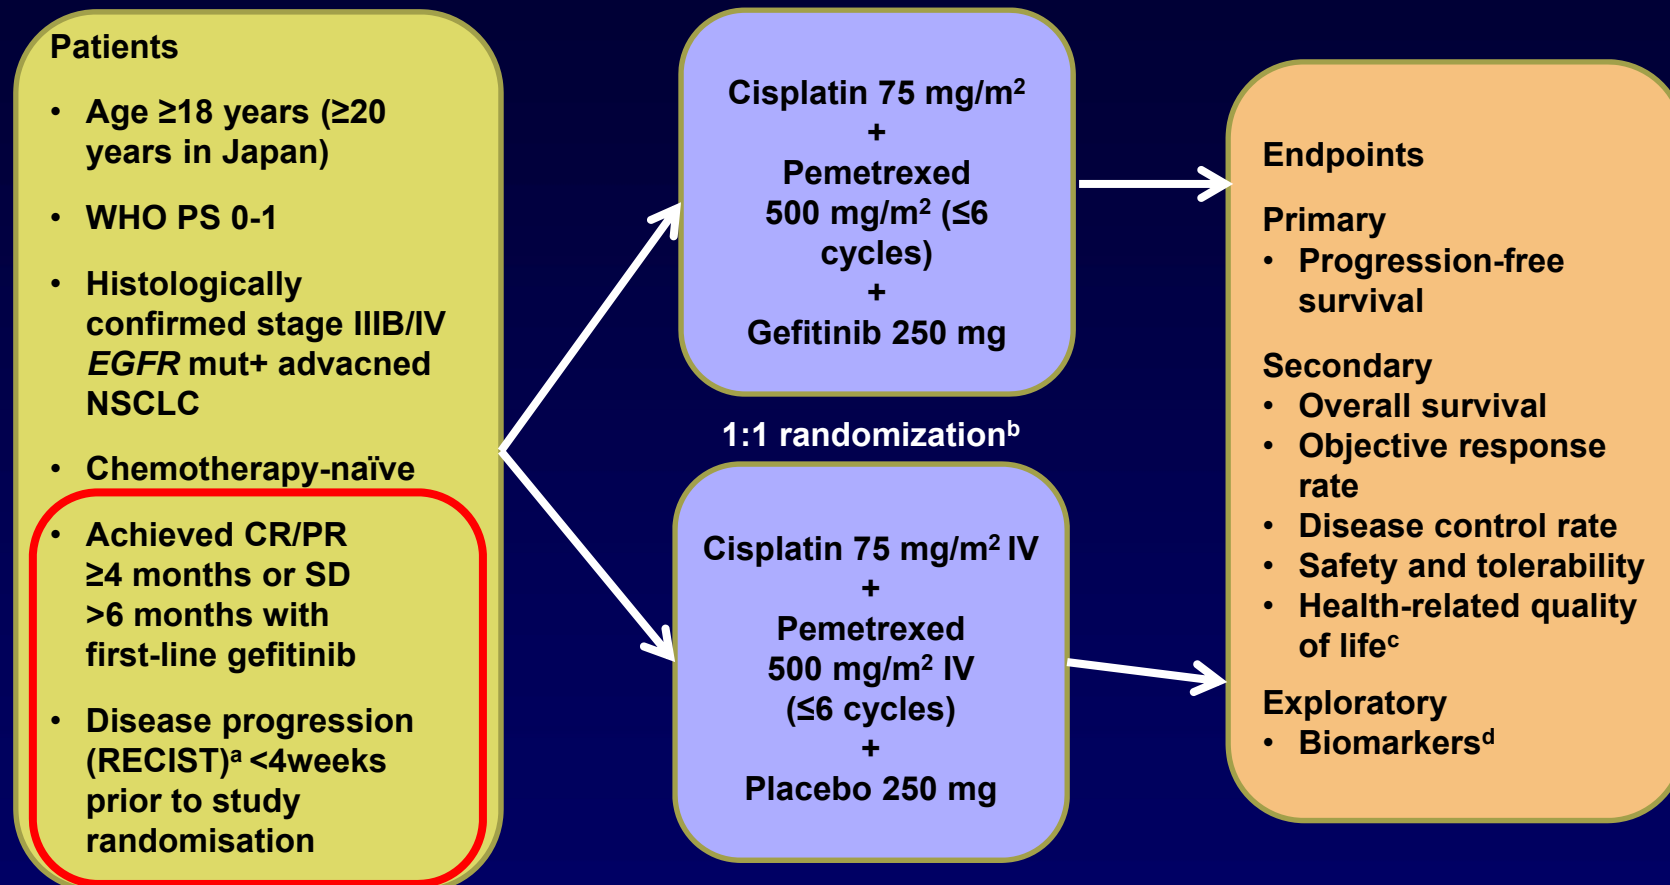 Patients
• Age ≥18 years (≥20
years in Japan)
• WHO PS 0-1
• Histologically
confirmed stage IIIB/IV
EGFR mut+ advacned
NSCLC
• Chemotherapy-naïve
• Achieved CR/PR
≥4 months or SD
>6 months with
first-line gefitinib
• Disease progression
(RECIST)ᵃ <4weeks
prior to study
randomisation
Cisplatin 75 mg/m²
+
Pemetrexed
500 mg/m² (≤6
cycles)
+
Gefitinib 250 mg
1:1 randomizationᵇ
Cisplatin 75 mg/m² IV
+
Pemetrexed
500 mg/m² IV
(≤6 cycles)
+
Placebo 250 mg
Endpoints
Primary
• Progression-free
survival
Secondary
• Overall survival
• Objective response
rate
• Disease control rate
• Safety and tolerability
• Health-related quality
of lifeᶜ
Exploratory
• Biomarkersᵈ